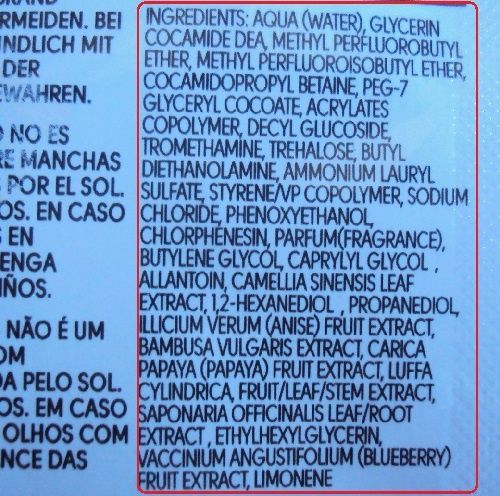 RMEIDEN. BEI
NDLICH MIT
DER
EWAHREN.
NO ES
RE MANCHAS
POR EL SOL.
OS. EN CASO
EN
ENGA
IÑOS.
NÃO É UM
OM
DA PELO SOL.
OS. EM CASO
OLHOS COM
NCE DAS
INGREDIENTS: AQUA (WATER), GLYCERIN
COCAMIDE DEA, METHYL PERFLUOROBUTYL
ETHER, METHYL PERFLUOROISOBUTYL ETHER,
COCAMIDOPROPYL BETAINE, PEG-7
GLYCERYL COCOATE, ACRYLATES
COPOLYMER, DECYL GLUCOSIDE,
TROMETHAMINE, TREHALOSE, BUTYL
DIETHANOLAMINE, AMMONIUM LAURYL
SULFATE, STYRENE/VP COPOLYMER, SODIUM
CHLORIDE, PHENOXYETHANOL,
CHLORPHENESIN, PARFUM(FRAGRANCE),
BUTYLENE GLYCOL, CAPRYLYL GLYCOL ,
ALLANTOIN, CAMELLIA SINENSIS LEAF
EXTRACT, 1,2-HEXANEDIOL , PROPANEDIOL,
ILLICIUM VERUM (ANISE) FRUIT EXTRACT,
BAMBUSA VULGARIS EXTRACT, CARICA
PAPAYA (PAPAYA) FRUIT EXTRACT, LUFFA
CYLINDRICA, FRUIT/LEAF/STEM EXTRACT,
SAPONARIA OFFICINALIS LEAF/ROOT
EXTRACT , ETHYLHEXYLGLYCERIN,
VACCINIUM ANGUSTIFOLIUM (BLUEBERRY)
FRUIT EXTRACT, LIMONENE